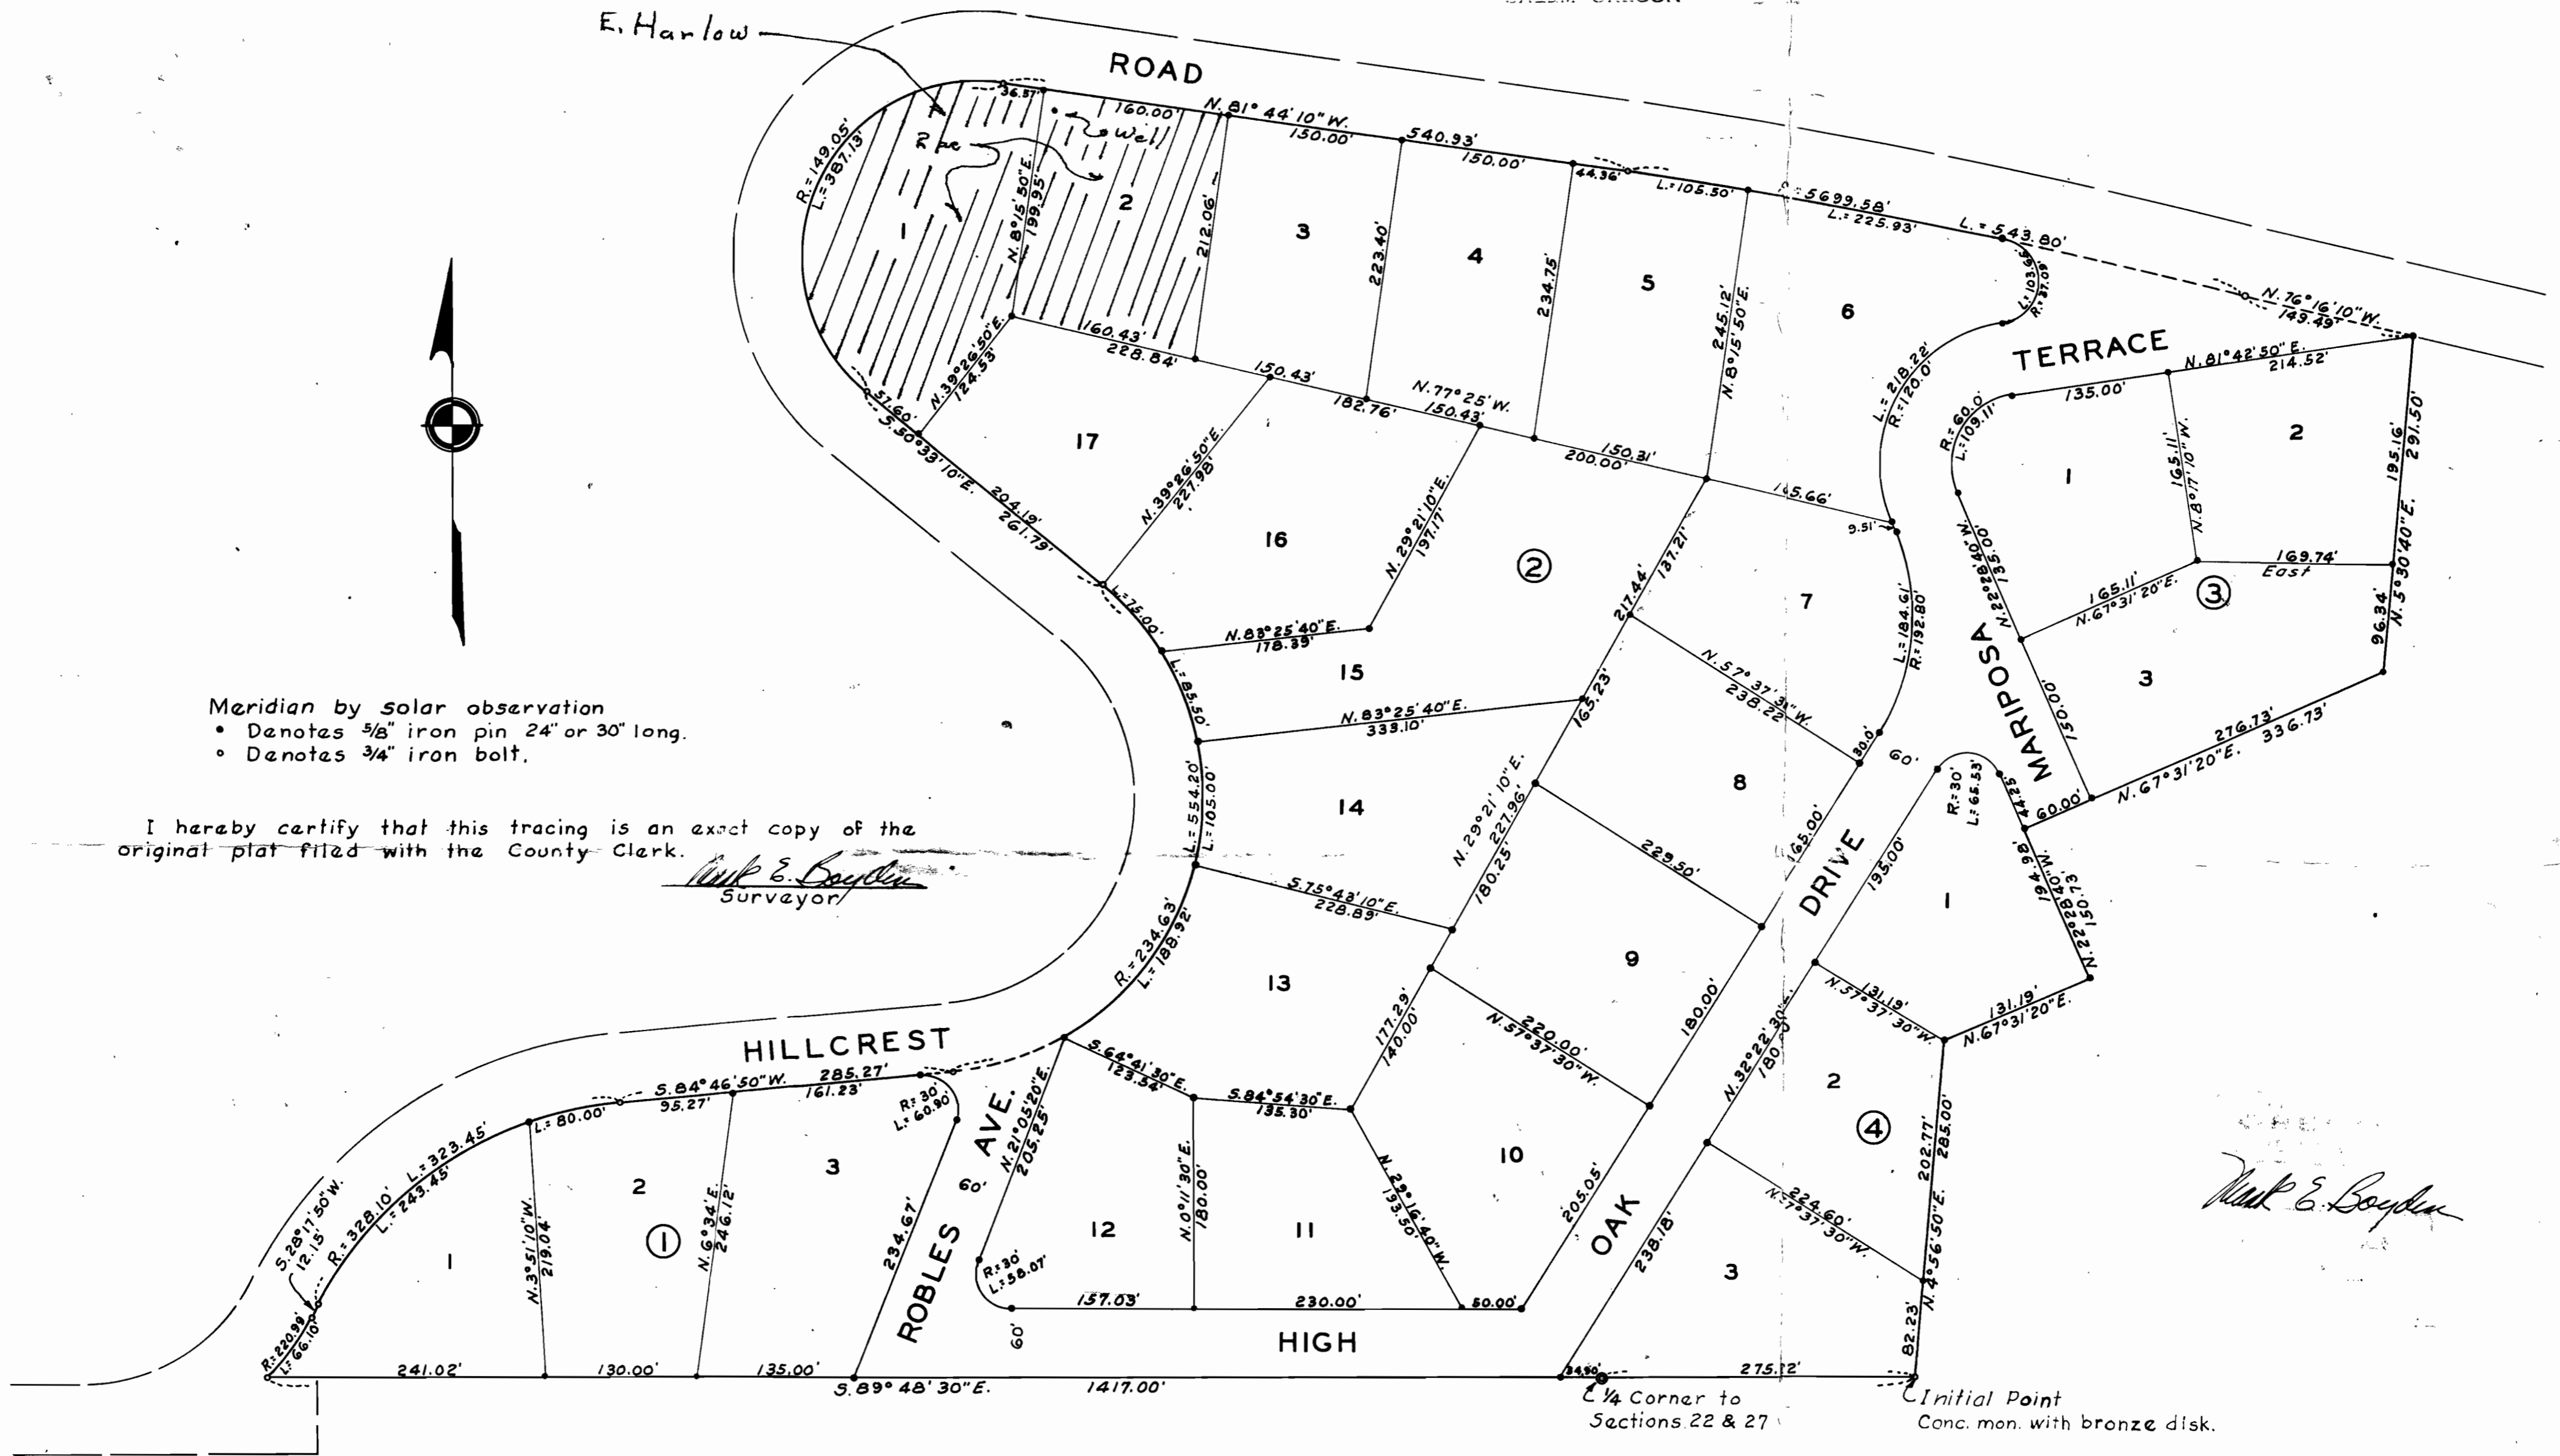 E. Harlow
ROAD
36.57'
160.00'
N. 81° 44' 10" W.
150.00'
540.93'
150.00'
44.36'
L.= 105.50'
5699.58'
L.= 225.93'
L. = 543.80'
L.= 103.59'
R.= 37.09'
N. 76° 16' 10" W.
149.49'
R.= 149.05'
L.= 387.13'
Well
N. 8° 15' 50" E.
199.95'
1
2
212.06'
3
223.40'
4
234.75'
5
245.12'
N. 8° 15' 50" E.
6
TERRACE
N. 81° 42' 50" E.
214.52'
135.00'
L.= 218.22'
R.= 120.0'
R.= 60.0'
L.= 109.11'
160.43'
228.84'
N. 39° 26' 50" E.
124.53'
57.60'
S. 50° 33' 10" E.
204.19'
261.79'
17
150.43'
182.76'
N. 77° 25' W.
150.43'
150.31'
200.00'
165.66'
9.51'
N. 39° 26' 50" E.
227.98'
16
N. 29° 21' 10" E.
197.17'
2
137.21'
217.44'
7
L.= 184.61'
R.= 192.80'
1
165.11'
N. 8° 17' 10" W.
2
195.16'
291.50'
169.74'
East
N. 22° 28' 40" W.
135.00'
165.11'
N. 67° 31' 20" E.
3
96.34'
N. 5° 30' 40" E.
MARIPOSA
3
150.00'
276.73'
N. 67° 31' 20" E. 336.73'
60.00'
L.= 75.00'
N. 83° 25' 40" E.
178.39'
15
L.= 85.50'
N. 83° 25' 40" E.
333.10'
165.23'
N. 57° 37' 30" W.
238.22'
30.0'
60'
R.= 30'
L.= 65.53'
44.25
Meridian by solar observation
• Denotes 5/8" iron pin 24" or 30" long.
∘ Denotes 3/4" iron bolt.
I hereby certify that this tracing is an exact copy of the
original plat filed with the County Clerk.
Mark E. Boyden
Surveyor
14
L.= 554.20'
L.= 105.00'
N. 29° 21' 10" E.
227.96'
180.25'
8
229.50'
165.00'
DRIVE
195.00'
1
194.98'
N. 22° 28' 40" W.
150.73'
S. 75° 43' 10" E.
228.89'
R.= 234.63'
L.= 188.92'
13
177.29'
140.00'
9
220.00'
N. 57° 37' 30" W.
180.00'
131.19'
N. 57° 37' 30" W.
131.19'
N. 67° 31' 20" E.
N. 32° 22' 30" E.
2
4
202.77'
285.00'
HILLCREST
S. 84° 46' 50" W.
285.27'
95.27'
161.23'
R= 30'
L= 60.90'
S. 64° 41' 30" E.
123.54'
S. 84° 54' 30" E.
135.30'
L.= 80.00'
L.= 323.45'
R.= 328.10'
L.= 243.45'
S. 28° 17' 50" W.
12.15'
R= 220.99'
L= 66.10'
1
N. 3° 51' 10" W.
219.04'
2
1
N. 6° 34' E.
246.12'
3
234.67'
ROBLES AVE.
60'
N. 21° 05' 20" E.
205.25'
R= 30'
L= 58.07'
12
N. 0° 11' 30" E.
180.00'
11
N. 29° 16' 40" W.
193.50'
10
205.05'
OAK
238.18'
3
224.60'
N. 57° 37' 30" W.
N. 4° 56' 50" E.
82.23'
Mark E. Boyden
157.03'
230.00'
50.00'
60'
HIGH
241.02'
130.00'
135.00'
S. 89° 48' 30" E.
1417.00'
34.90'
275.12'
1/4 Corner to
Sections 22 & 27
Initial Point
Conc. mon. with bronze disk.